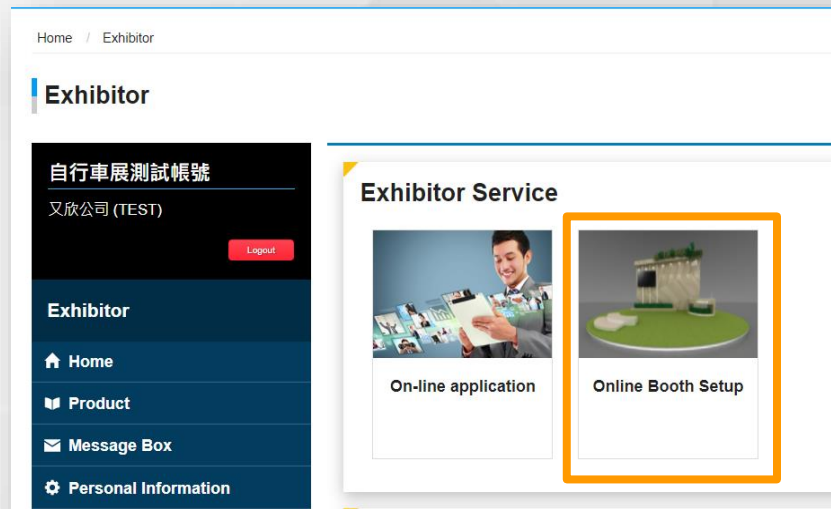 Home / Exhibitor
Exhibitor
自行車展測試帳號
又欣公司 (TEST)
Logout
Exhibitor
Home
Product
Message Box
Personal Information
Exhibitor Service
On-line application
Online Booth Setup